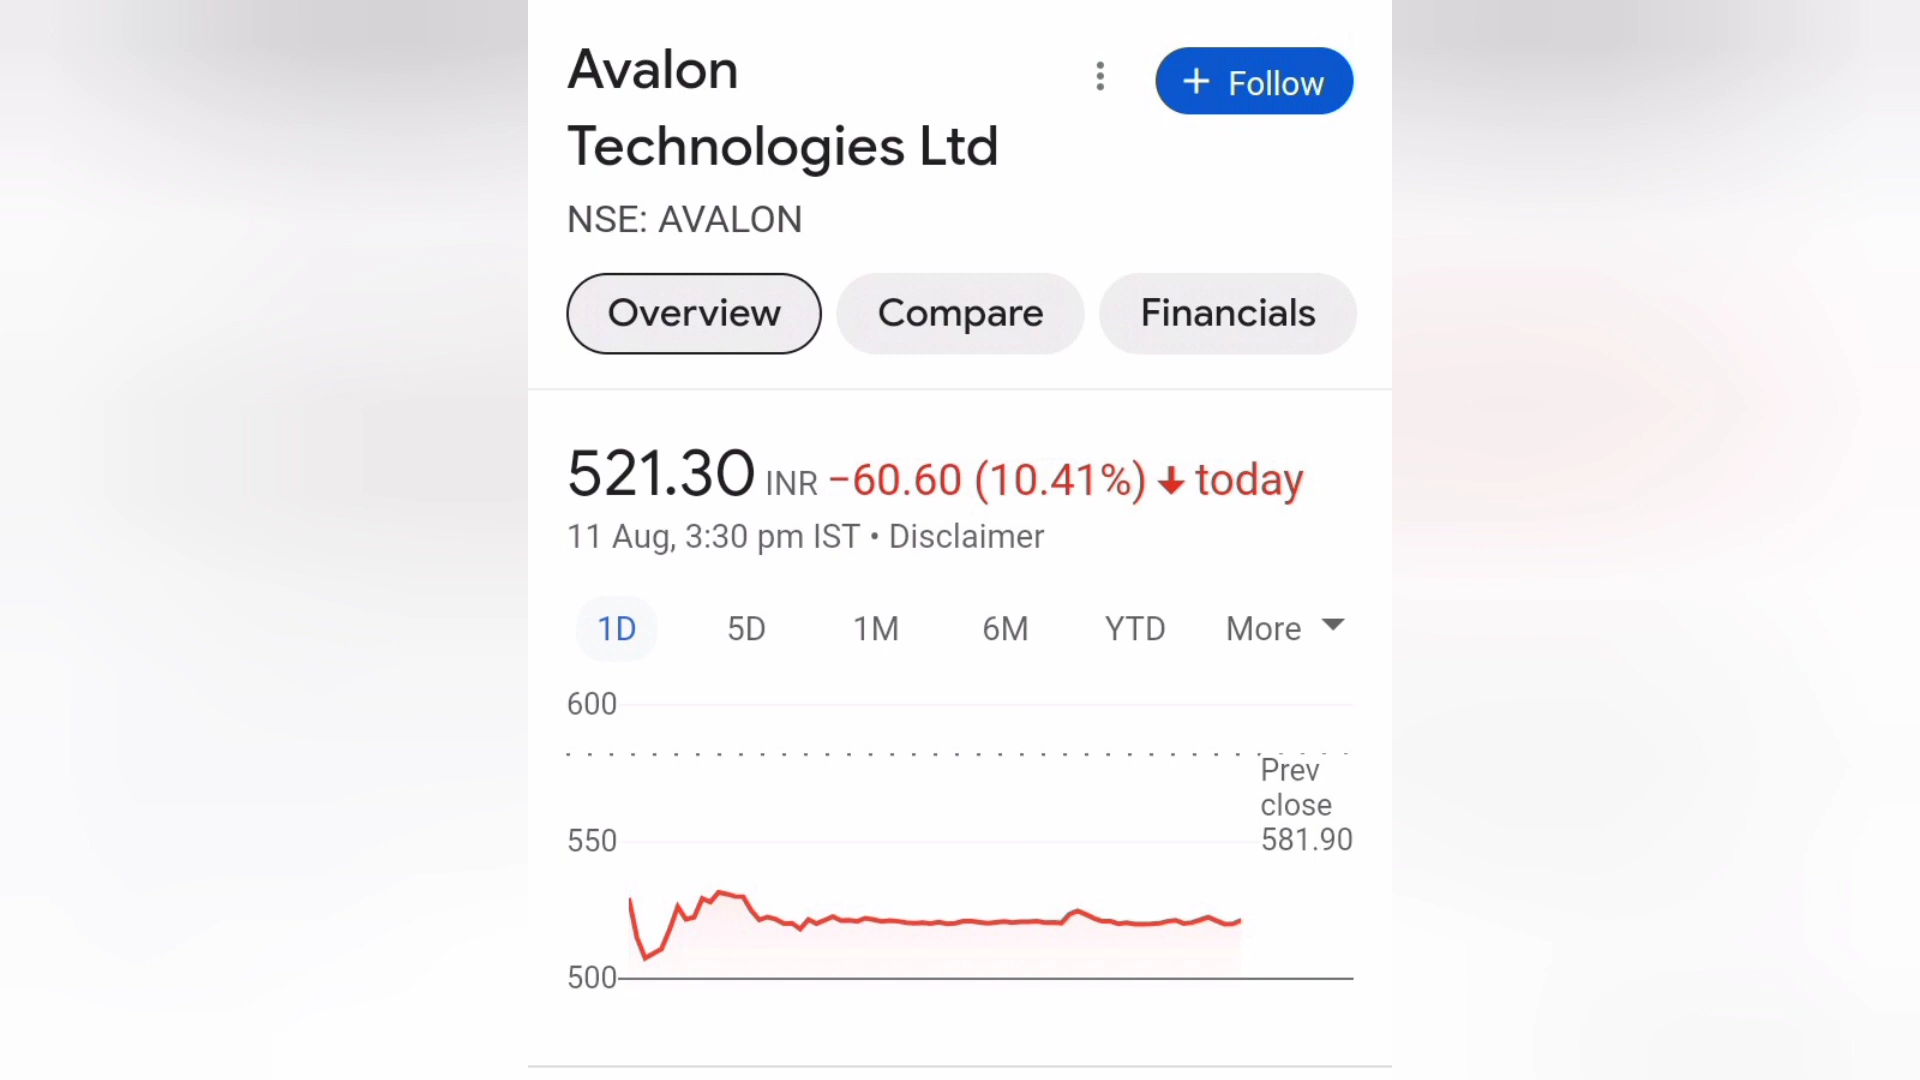 Avalon
Technologies Ltd
+ Follow
NSE: AVALON
Overview Compare Financials
521.30 INR −60.60 (10.41%) ↓ today
11 Aug, 3:30 pm IST • Disclaimer
1D 5D 1M 6M YTD More
600
Prev
close
581.90
550
500